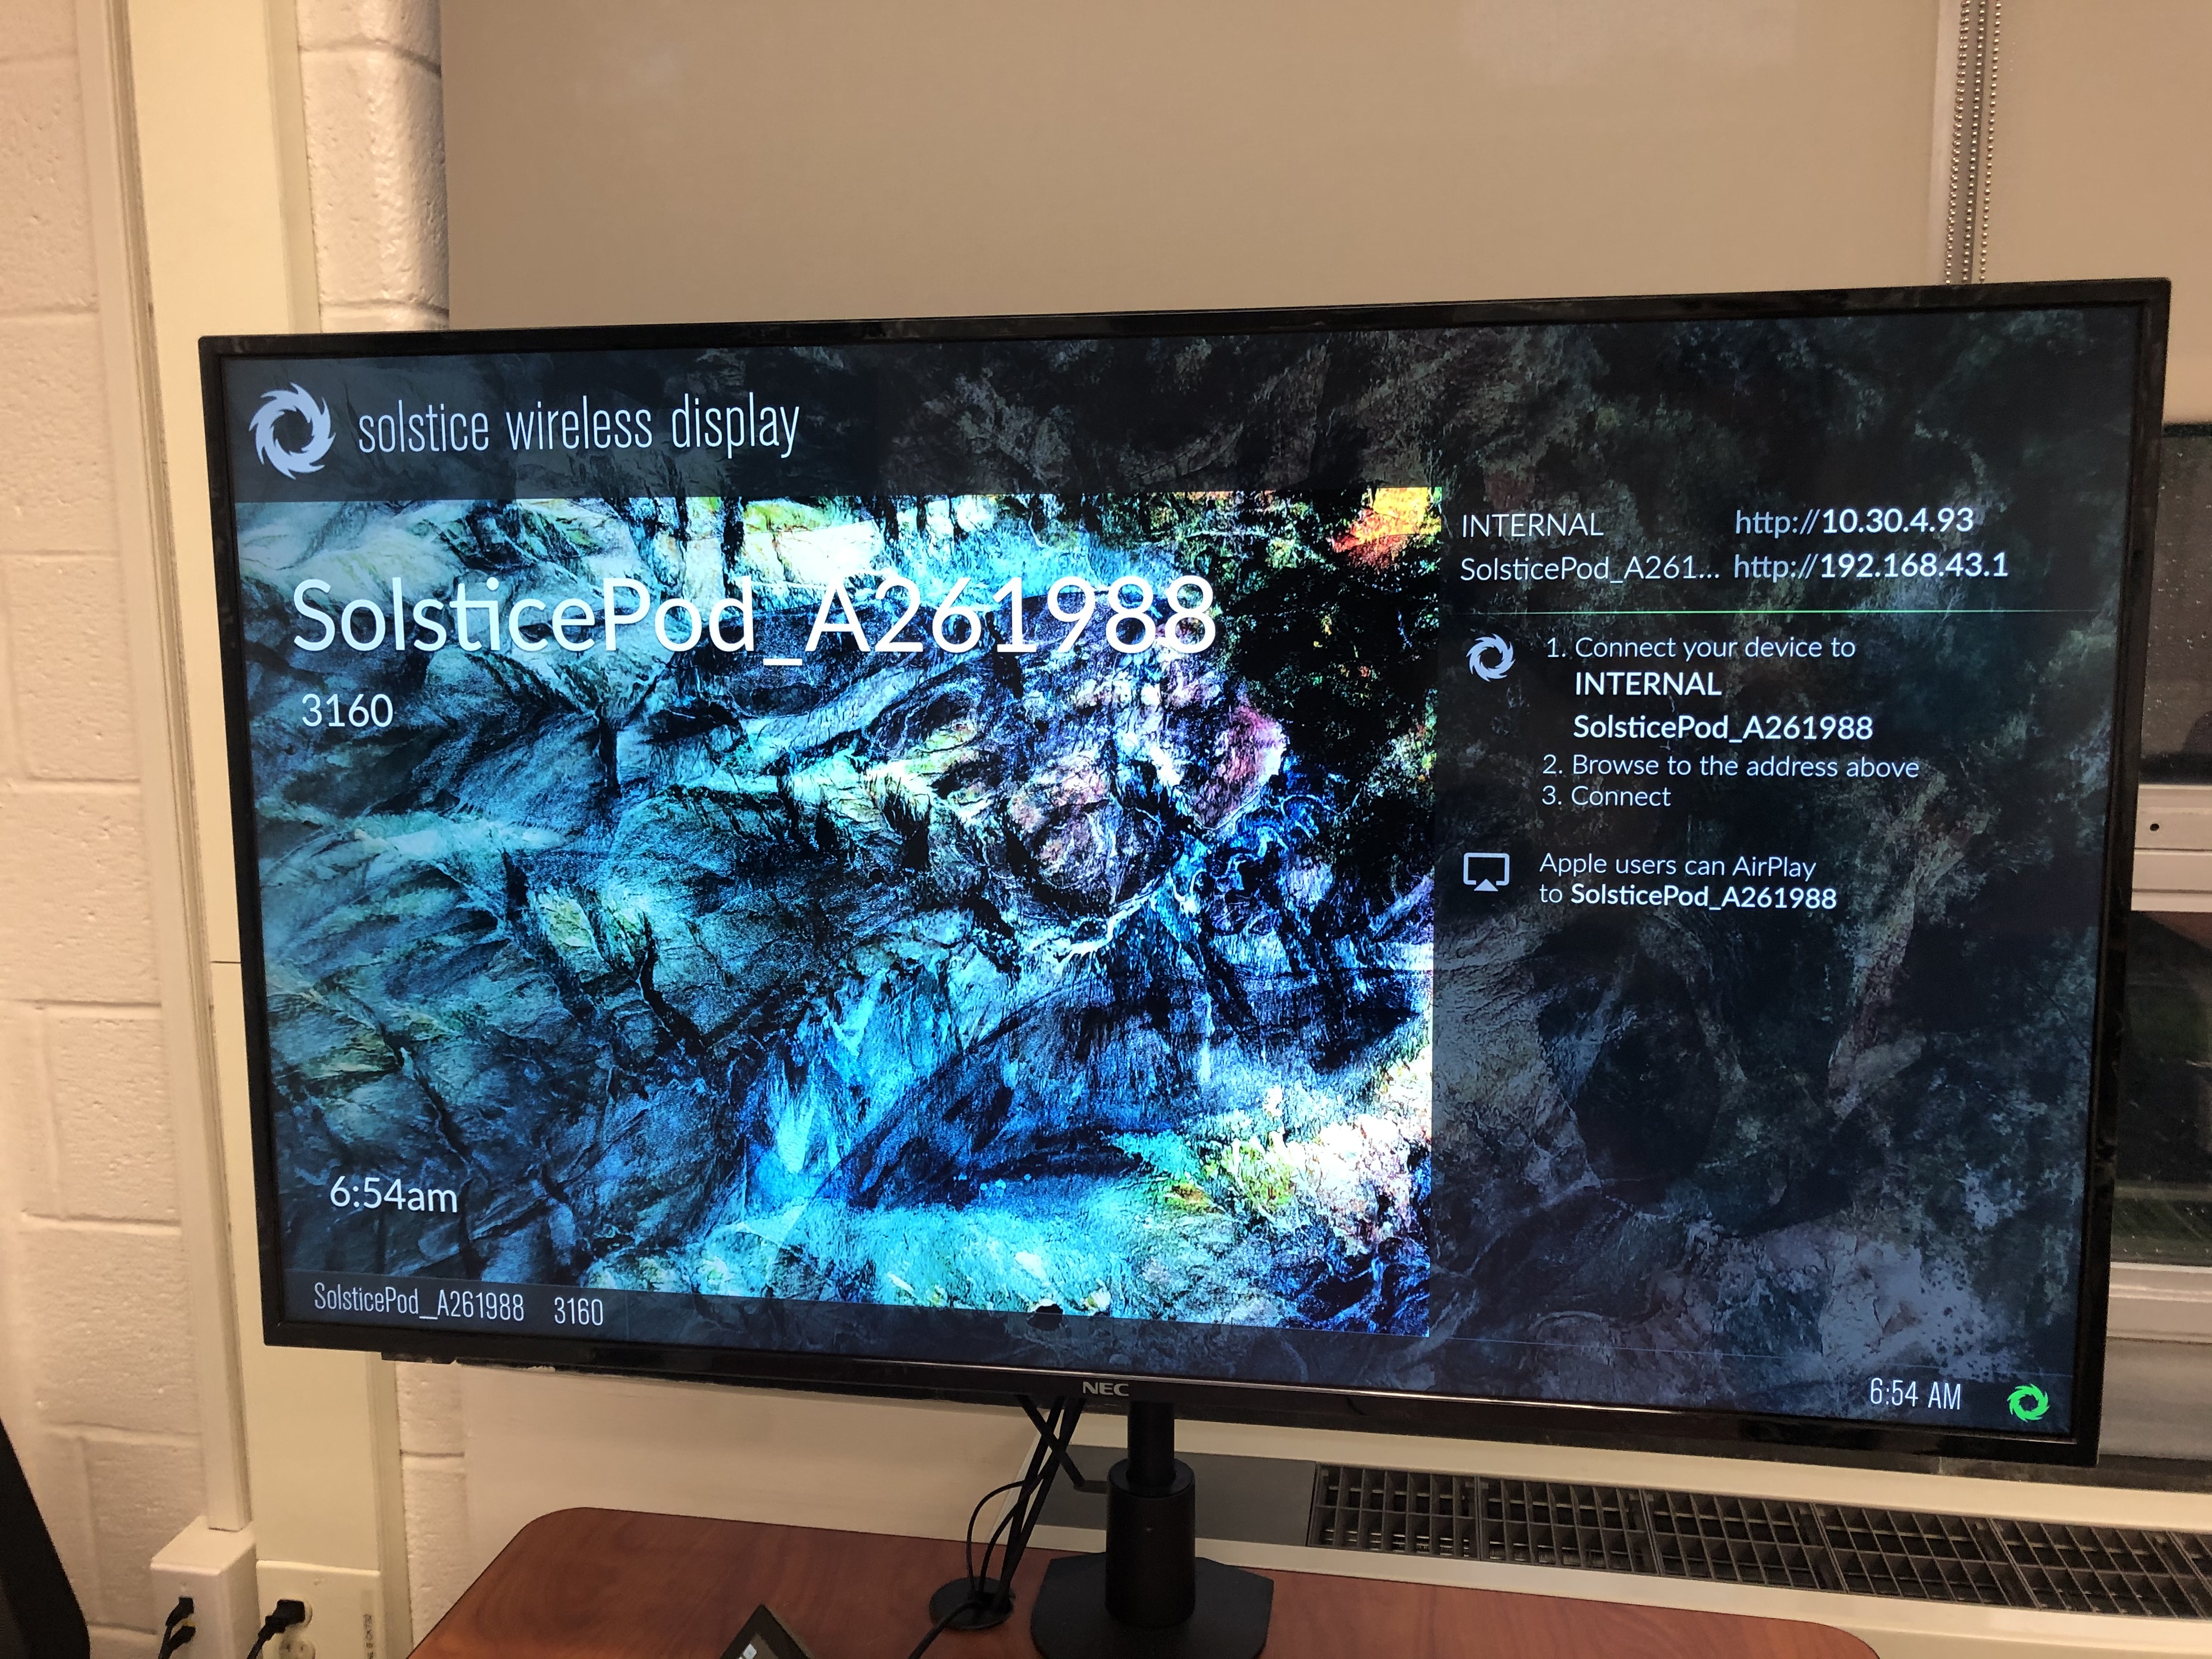 solstice wireless display
SolsticePod_A261988
3160
6:54am
SolsticePod_A261988 3160
INTERNAL http://10.30.4.93
SolsticePod_A261... http://192.168.43.1
1. Connect your device to
INTERNAL
SolsticePod_A261988
2. Browse to the address above
3. Connect
Apple users can AirPlay
to SolsticePod_A261988
6:54 AM
NEC